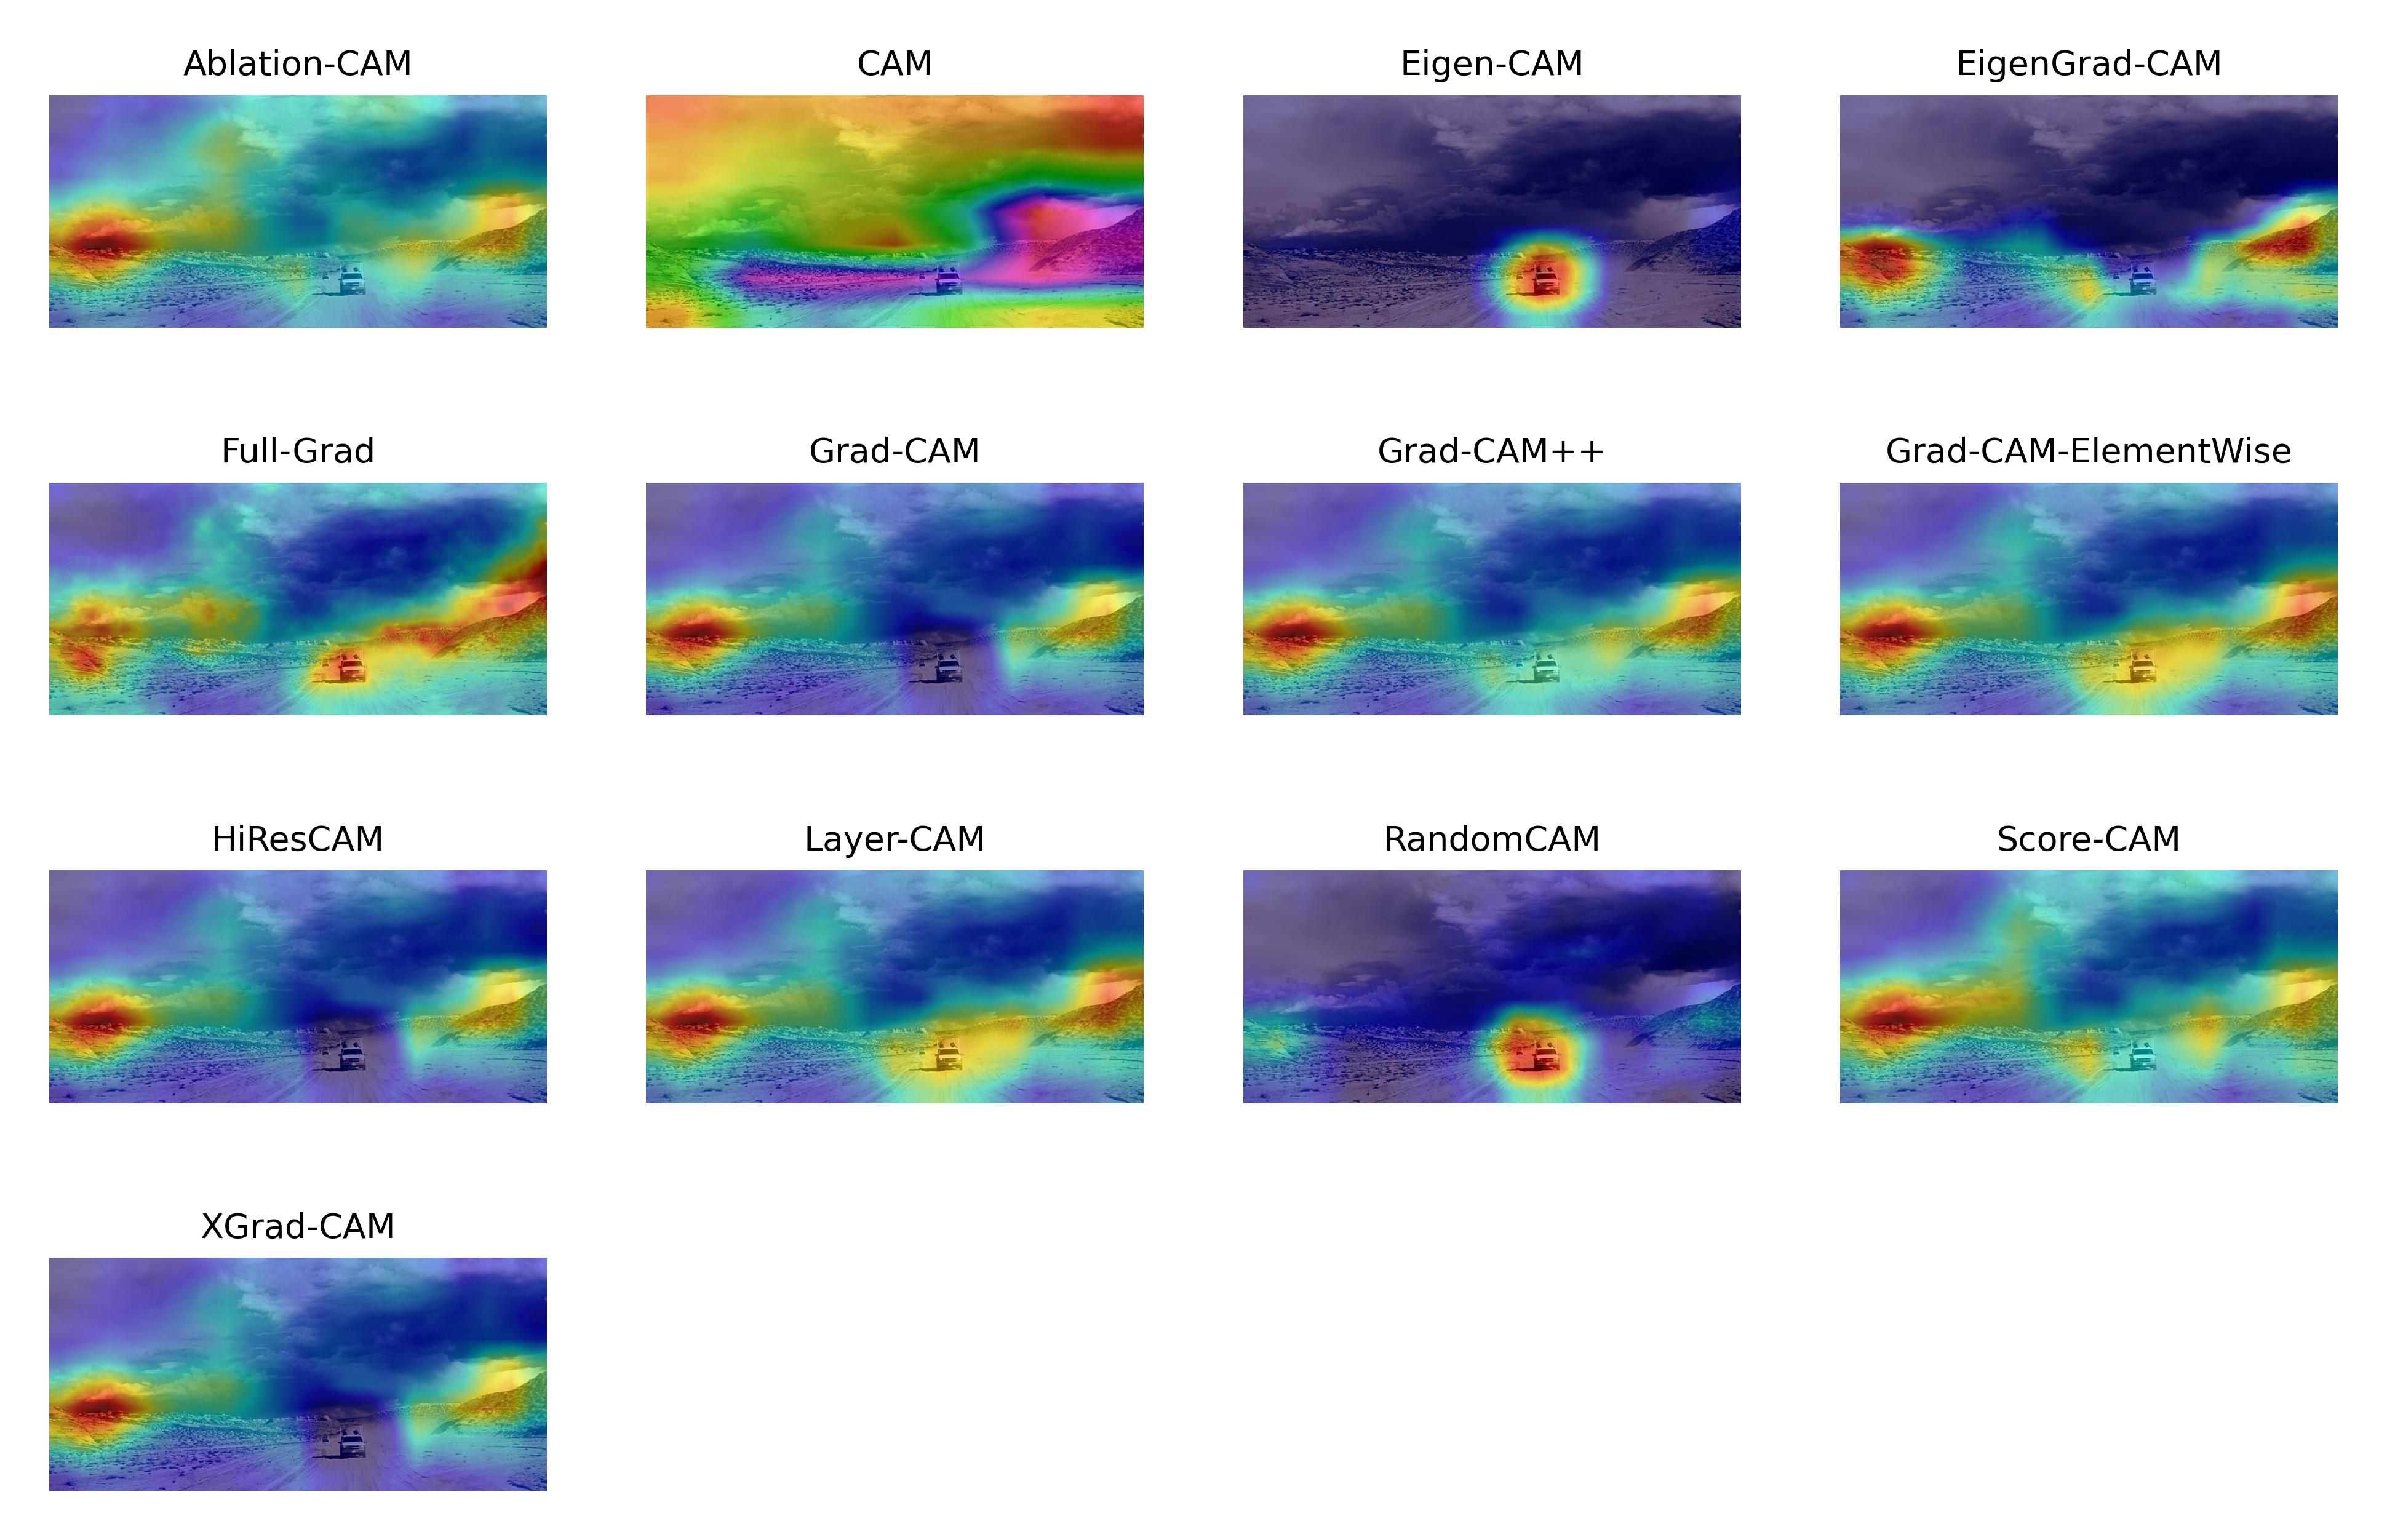 Ablation-CAM
CAM
Eigen-CAM
EigenGrad-CAM
Full-Grad
Grad-CAM
Grad-CAM++
Grad-CAM-ElementWise
HiResCAM
Layer-CAM
RandomCAM
Score-CAM
XGrad-CAM